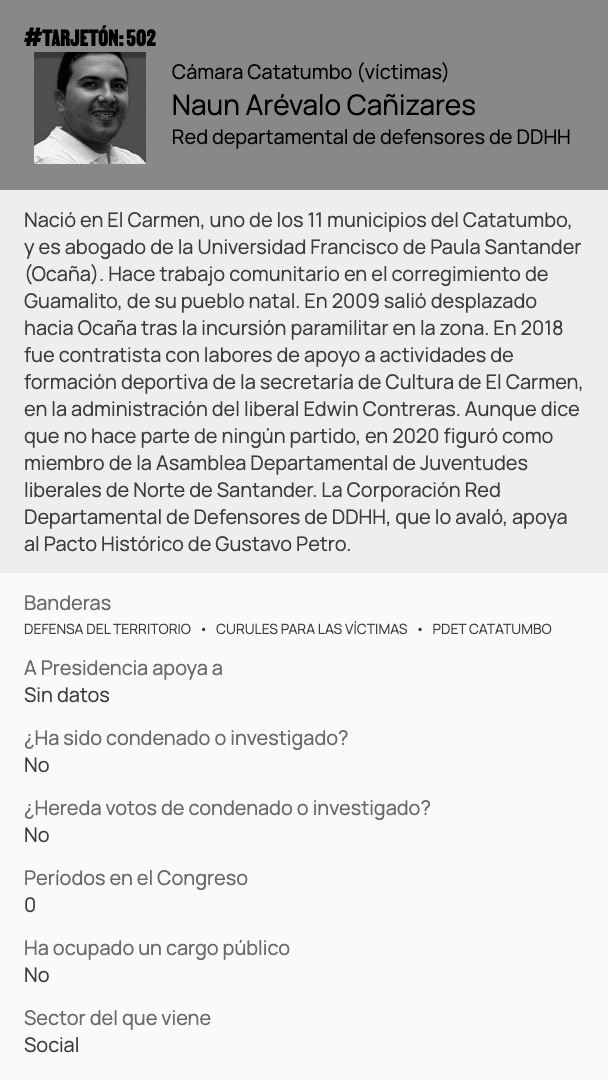 #TARJETÓN: 502
Cámara Catatumbo (víctimas)
Naun Arévalo Cañizares
Red departamental de defensores de DDHH
Nació en El Carmen, uno de los 11 municipios del Catatumbo,
y es abogado de la Universidad Francisco de Paula Santander
(Ocaña). Hace trabajo comunitario en el corregimiento de
Guamalito, de su pueblo natal. En 2009 salió desplazado
hacia Ocaña tras la incursión paramilitar en la zona. En 2018
fue contratista con labores de apoyo a actividades de
formación deportiva de la secretaría de Cultura de El Carmen,
en la administración del liberal Edwin Contreras. Aunque dice
que no hace parte de ningún partido, en 2020 figuró como
miembro de la Asamblea Departamental de Juventudes
liberales de Norte de Santander. La Corporación Red
Departamental de Defensores de DDHH, que lo avaló, apoya
al Pacto Histórico de Gustavo Petro.
Banderas
DEFENSA DEL TERRITORIO • CURULES PARA LAS VÍCTIMAS • PDET CATATUMBO
A Presidencia apoya a
Sin datos
¿Ha sido condenado o investigado?
No
¿Hereda votos de condenado o investigado?
No
Períodos en el Congreso
0
Ha ocupado un cargo público
No
Sector del que viene
Social